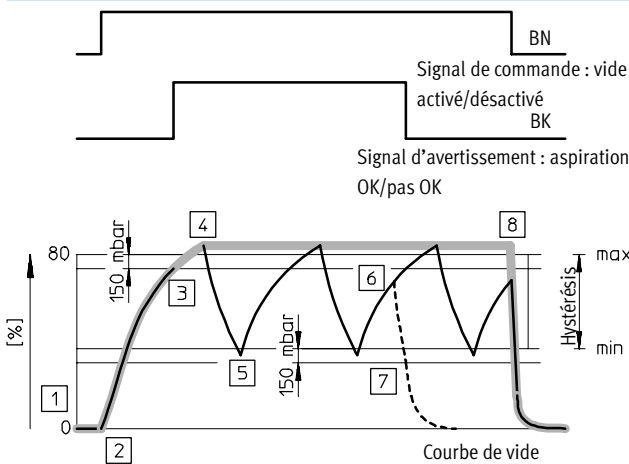 BN
Signal de commande : vide
activé/désactivé
BK
Signal d'avertissement : aspiration
OK/pas OK
4
8
80
150 mbar
max
3
6
Hystérésis
[%]
min
5
150 mbar
7
1
0
2
Courbe de vide